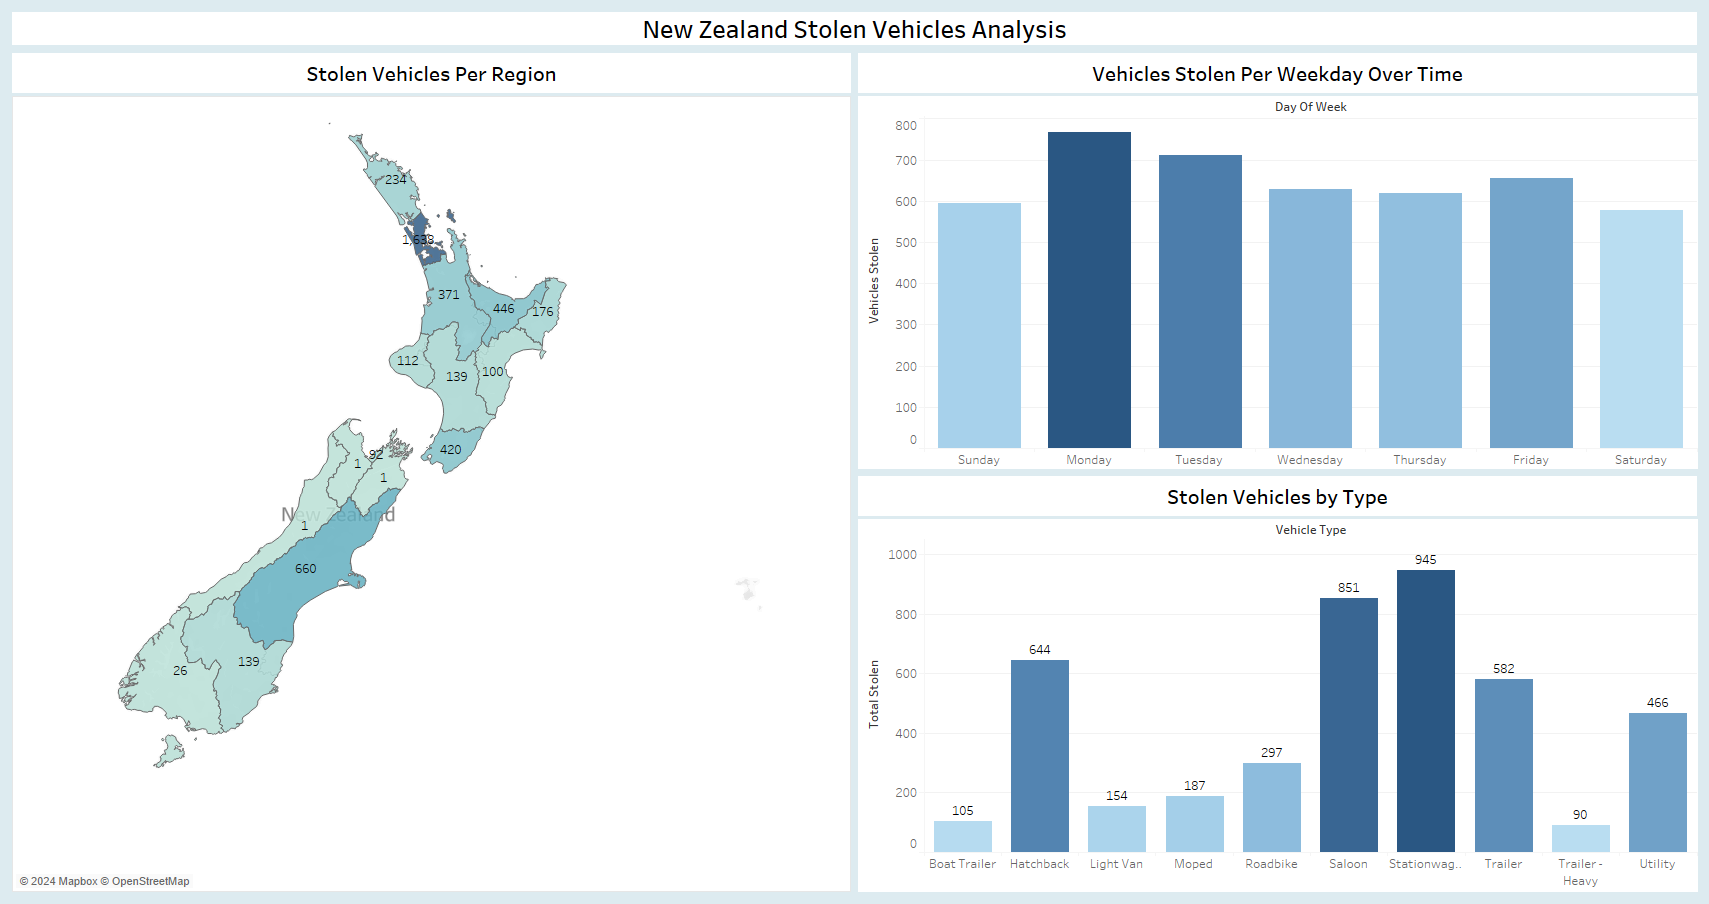 New Zealand Stolen Vehicles Analysis
Stolen Vehicles Per Region
234
1,638
371
446
176
112
139
100
420
92
1
1
New Zealand
1
660
139
26
© 2024 Mapbox © OpenStreetMap
Vehicles Stolen Per Weekday Over Time
Day Of Week
Vehicles Stolen
800
700
600
500
400
300
200
100
0
Sunday Monday Tuesday Wednesday Thursday Friday Saturday
Stolen Vehicles by Type
Vehicle Type
Total Stolen
1000
800
600
400
200
0
105 644 154 187 297 851 945 582 90 466
Boat Trailer Hatchback Light Van Moped Roadbike Saloon Stationwag.. Trailer Trailer - Utility
Heavy